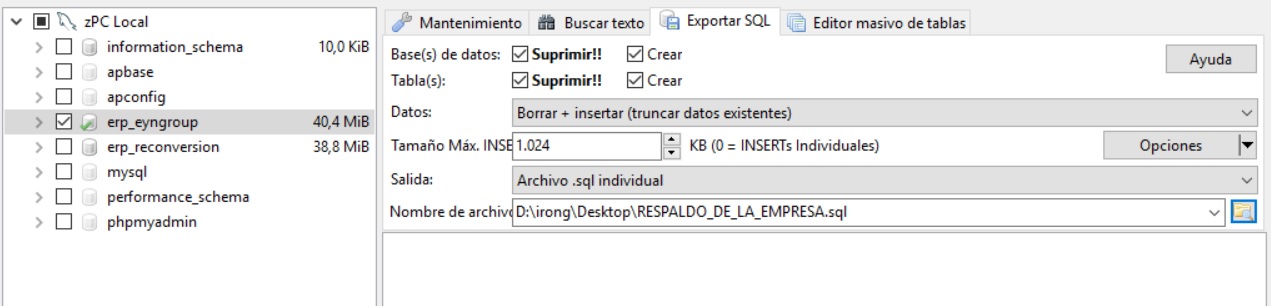 zPC Local
information_schema 10,0 KiB
apbase
apconfig
erp_eyngroup 40,4 MiB
erp_reconversion 38,8 MiB
mysql
performance_schema
phpmyadmin
Mantenimiento Buscar texto Exportar SQL Editor masivo de tablas
Base(s) de datos: Suprimir!! Crear Ayuda
Tabla(s): Suprimir!! Crear
Datos: Borrar + insertar (truncar datos existentes)
Tamaño Máx. INSE 1.024 KB (0 = INSERTs Individuales) Opciones
Salida: Archivo .sql individual
Nombre de archivo D:\irong\Desktop\RESPALDO_DE_LA_EMPRESA.sql